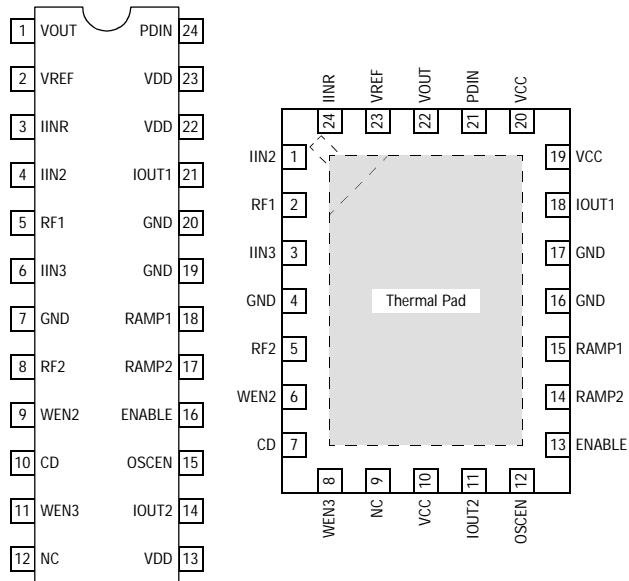 1 VOUT PDIN 24
2 VREF VDD 23
3 IINR VDD 22
4 IIN2 IOUT1 21
5 RF1 GND 20
6 IIN3 GND 19
7 GND RAMP1 18
8 RF2 RAMP2 17
9 WEN2 ENABLE 16
10 CD OSCEN 15
11 WEN3 IOUT2 14
12 NC VDD 13
IINR VREF VOUT PDIN VCC
24 23 22 21 20
IIN2 1 19 VCC
RF1 2 18 IOUT1
IIN3 3 17 GND
GND 4 Thermal Pad 16 GND
RF2 5 15 RAMP1
WEN2 6 14 RAMP2
CD 7 13 ENABLE
8 9 10 11 12
WEN3 NC VCC IOUT2 OSCEN